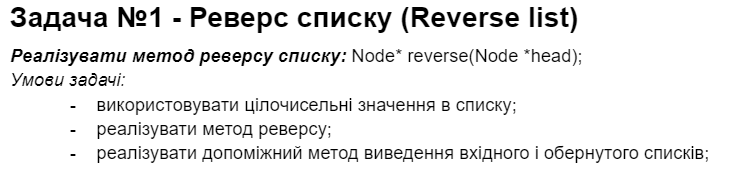 Задача №1 - Реверс списку (Reverse list)
Реалізувати метод реверсу списку: Node* reverse(Node *head);
Умови задачі:
- використовувати цілочисельні значення в списку;
- реалізувати метод реверсу;
- реалізувати допоміжний метод виведення вхідного і обернутого списків;